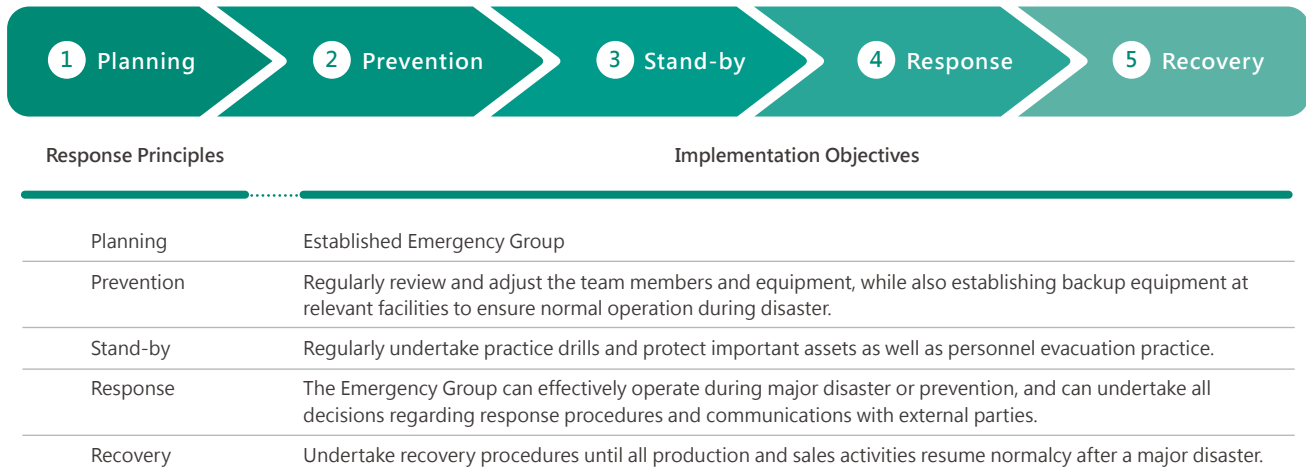 1 Planning
2 Prevention
3 Stand-by
4 Response
5 Recovery
Response Principles
Implementation Objectives
Planning
Established Emergency Group
Prevention
Regularly review and adjust the team members and equipment, while also establishing backup equipment at
relevant facilities to ensure normal operation during disaster.
Stand-by
Regularly undertake practice drills and protect important assets as well as personnel evacuation practice.
Response
The Emergency Group can effectively operate during major disaster or prevention, and can undertake all
decisions regarding response procedures and communications with external parties.
Recovery
Undertake recovery procedures until all production and sales activities resume normalcy after a major disaster.